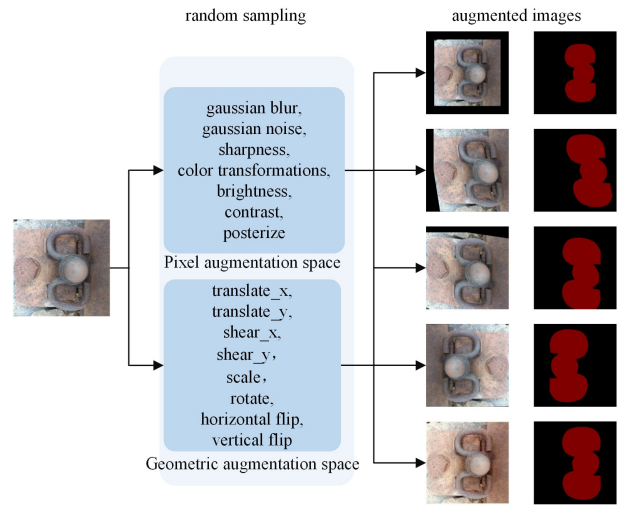 random sampling
augmented images
gaussian blur,
gaussian noise,
sharpness,
color transformations,
brightness,
contrast,
posterize
Pixel augmentation space
translate_x,
translate_y,
shear_x,
shear_y，
scale，
rotate,
horizontal flip,
vertical flip
Geometric augmentation space